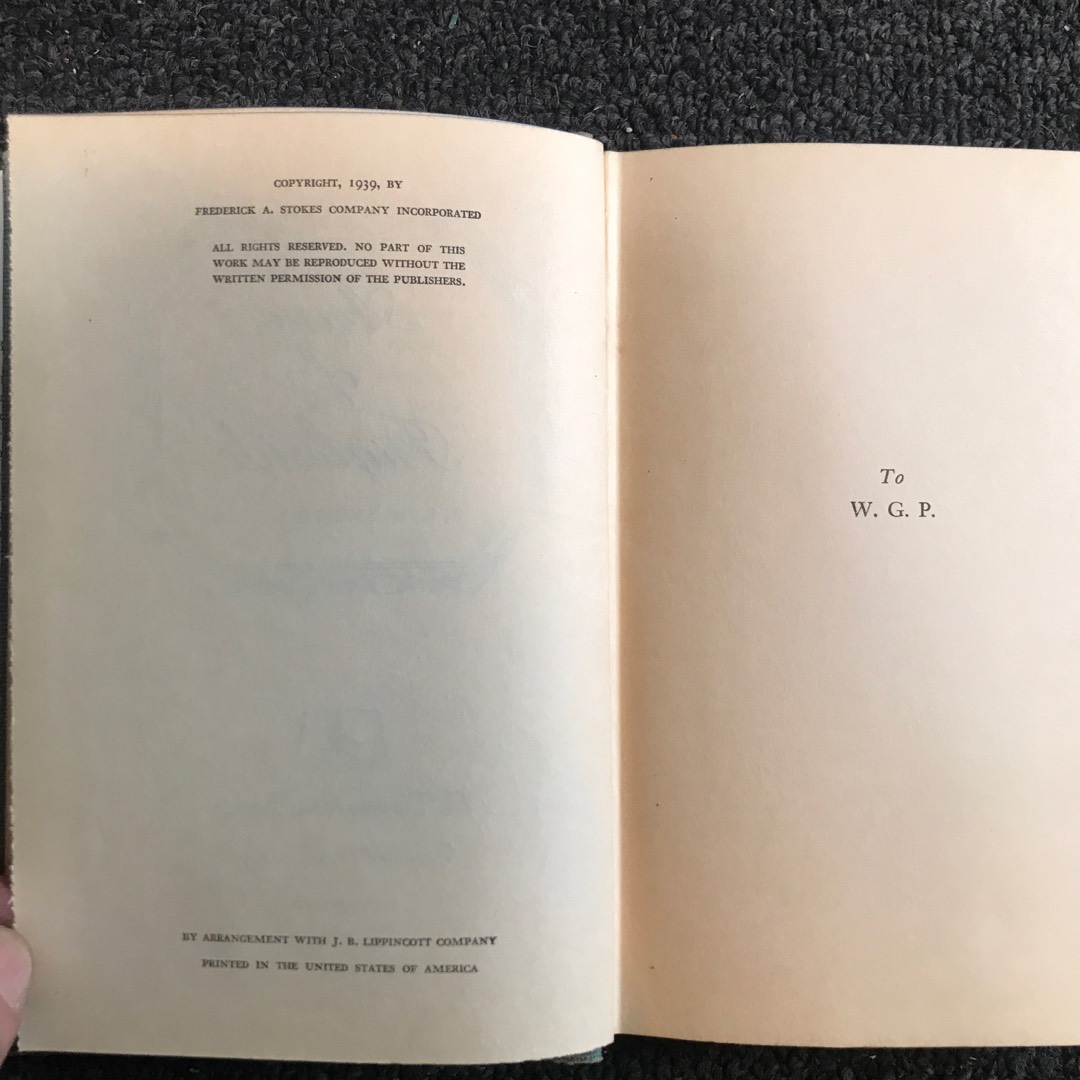 COPYRIGHT, 1939, BY
FREDERICK A. STOKES COMPANY INCORPORATED
ALL RIGHTS RESERVED. NO PART OF THIS
WORK MAY BE REPRODUCED WITHOUT THE
WRITTEN PERMISSION OF THE PUBLISHERS.
BY ARRANGEMENT WITH J. B. LIPPINCOTT COMPANY
PRINTED IN THE UNITED STATES OF AMERICA
To
W. G. P.